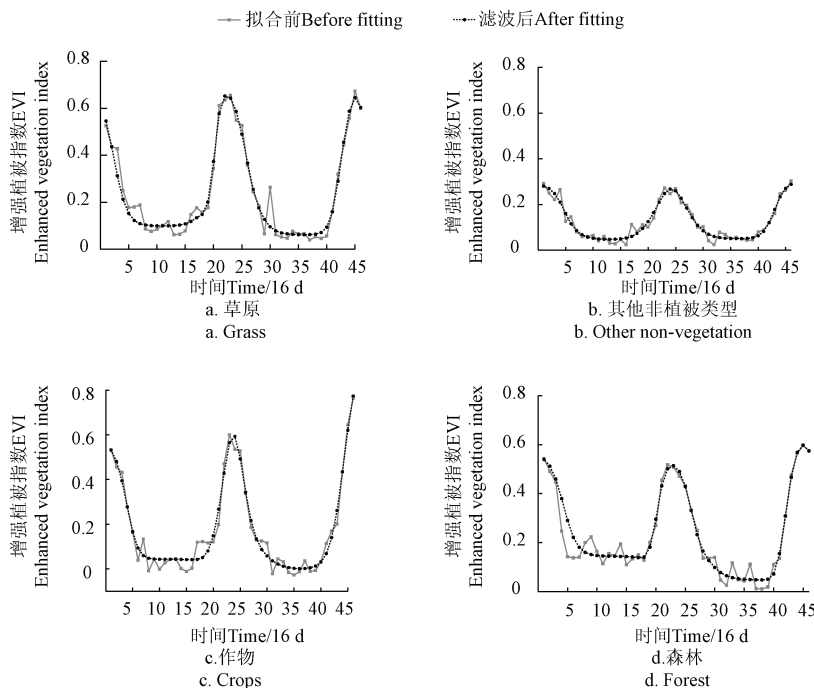 拟合前Before fitting
滤波后After fitting
增强植被指数EVI
Enhanced vegetation index
0.8
0.6
0.4
0.2
0
5 10 15 20 25 30 35 40 45
时间Time/16 d
a. 草原
a. Grass
增强植被指数EVI
Enhanced vegetation index
0.8
0.6
0.4
0.2
0
5 10 15 20 25 30 35 40 45
时间Time/16 d
b. 其他非植被类型
b. Other non-vegetation
增强植被指数EVI
Enhanced vegetation index
0.8
0.6
0.4
0.2
0
5 10 15 20 24 30 35 40 45
时间Time/16 d
c.作物
c. Crops
增强植被指数EVI
Enhanced vegetation index
0.8
0.6
0.4
0.2
0
5 10 15 20 25 30 35 40 45
时间Time/16 d
d.森林
d. Forest